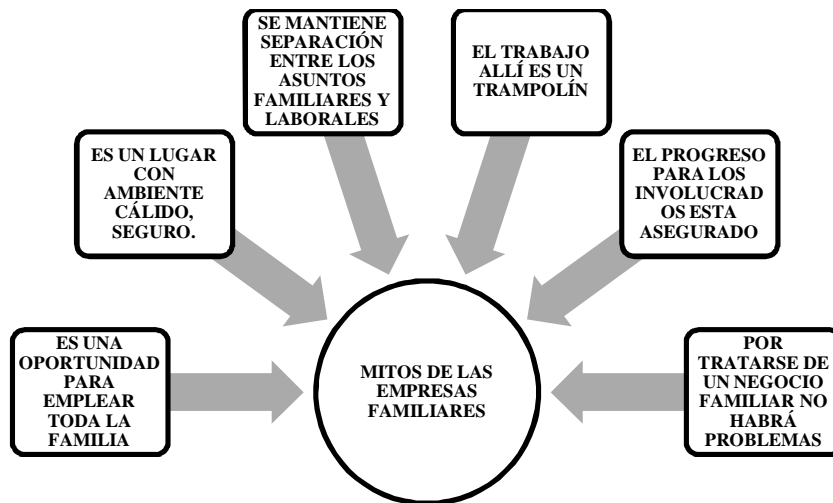 SE MANTIENE
SEPARACIÓN
ENTRE LOS
ASUNTOS
FAMILIARES Y
LABORALES
EL TRABAJO
ALLÍ ES UN
TRAMPOLÍN
ES UN LUGAR
CON
AMBIENTE
CÁLIDO,
SEGURO.
EL PROGRESO
PARA LOS
INVOLUCRAD
OS ESTA
ASEGURADO
ES UNA
OPORTUNIDAD
PARA
EMPLEAR
TODA LA
FAMILIA
MITOS DE LAS
EMPRESAS
FAMILIARES
POR
TRATARSE DE
UN NEGOCIO
FAMILIAR NO
HABRÁ
PROBLEMAS